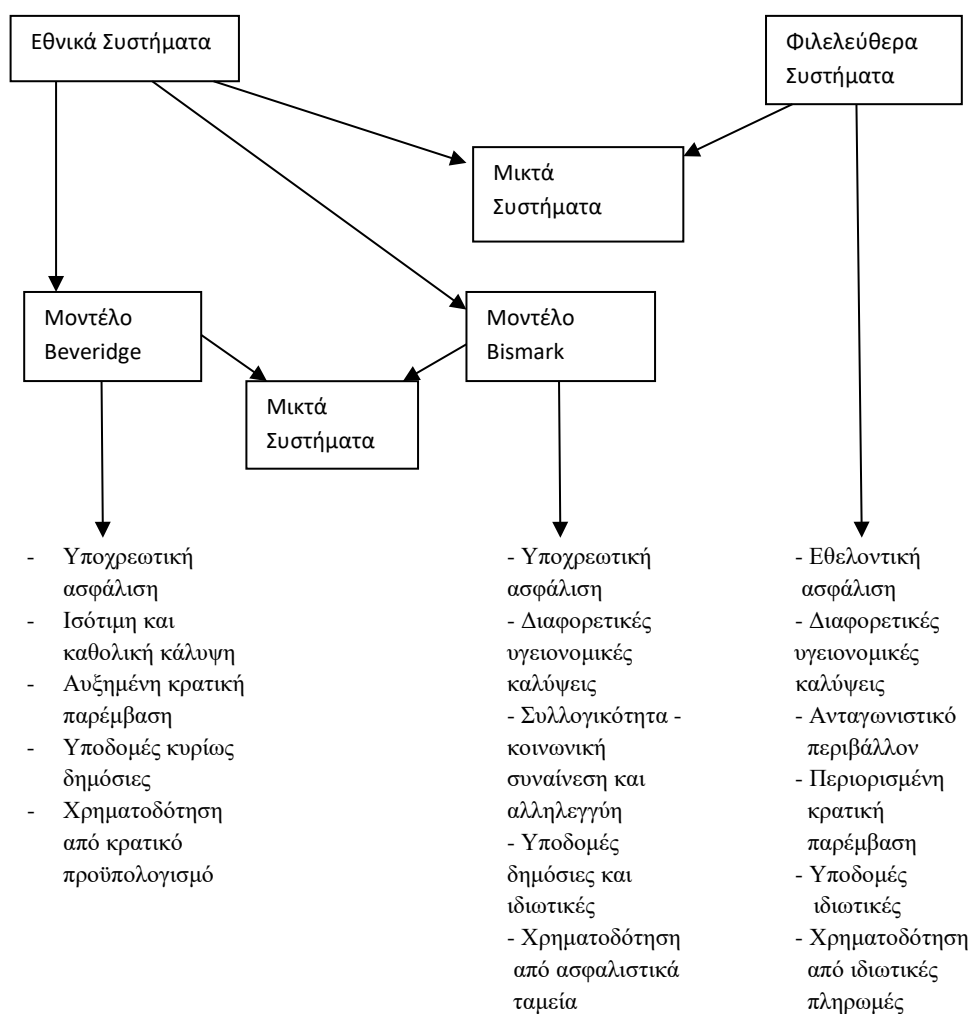 Εθνικά Συστήματα
Φιλελεύθερα
Συστήματα
Μικτά
Συστήματα
Μοντέλο
Beveridge
Μοντέλο
Bismark
Μικτά
Συστήματα
- Υποχρεωτική
ασφάλιση
- Ισότιμη και
καθολική κάλυψη
- Αυξημένη κρατική
παρέμβαση
- Υποδομές κυρίως
δημόσιες
- Χρηματοδότηση
από κρατικό
προϋπολογισμό
- Υποχρεωτική
ασφάλιση
- Διαφορετικές
υγειονομικές
καλύψεις
- Συλλογικότητα -
κοινωνική
συναίνεση και
αλληλεγγύη
- Υποδομές
δημόσιες και
ιδιωτικές
- Χρηματοδότηση
από ασφαλιστικά
ταμεία
- Εθελοντική
ασφάλιση
- Διαφορετικές
υγειονομικές
καλύψεις
- Ανταγωνιστικό
περιβάλλον
- Περιορισμένη
κρατική
παρέμβαση
- Υποδομές
ιδιωτικές
- Χρηματοδότηση
από ιδιωτικές
πληρωμές